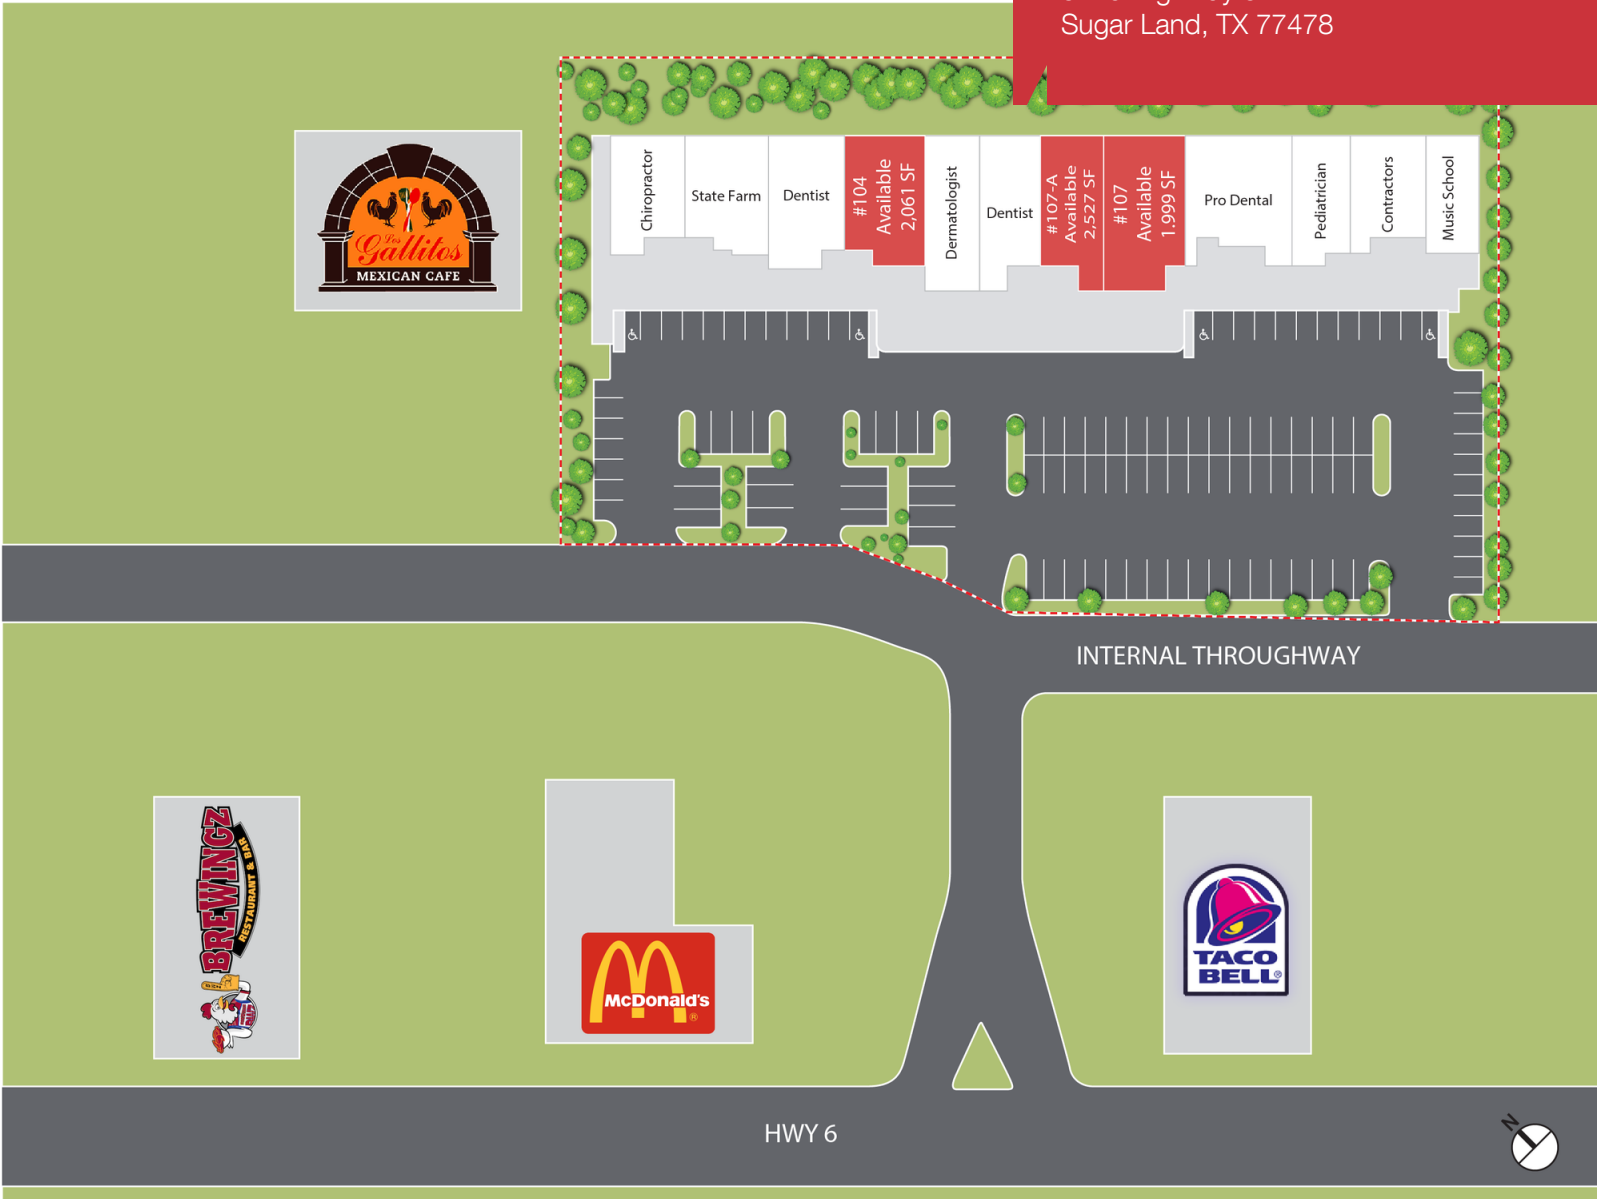 Sugar Land, TX 77478
Chiropractor
State Farm
Dentist
#104
Available
2,061 SF
Dermatologist
Dentist
#107-A
Available
2,527 SF
#107
Available
1.999 SF
Pro Dental
Pediatrician
Contractors
Music School
Los
Gallitos
MEXICAN CAFE
INTERNAL THROUGHWAY
BREWINGZ
RESTAURANT & BAR
McDonald's
®
TACO
BELL®
HWY 6
N